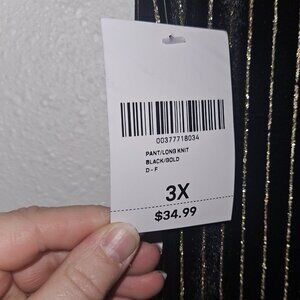 00377718034
PANT/LONG KNIT
BLACK/GOLD
D-F
3X
$34.99